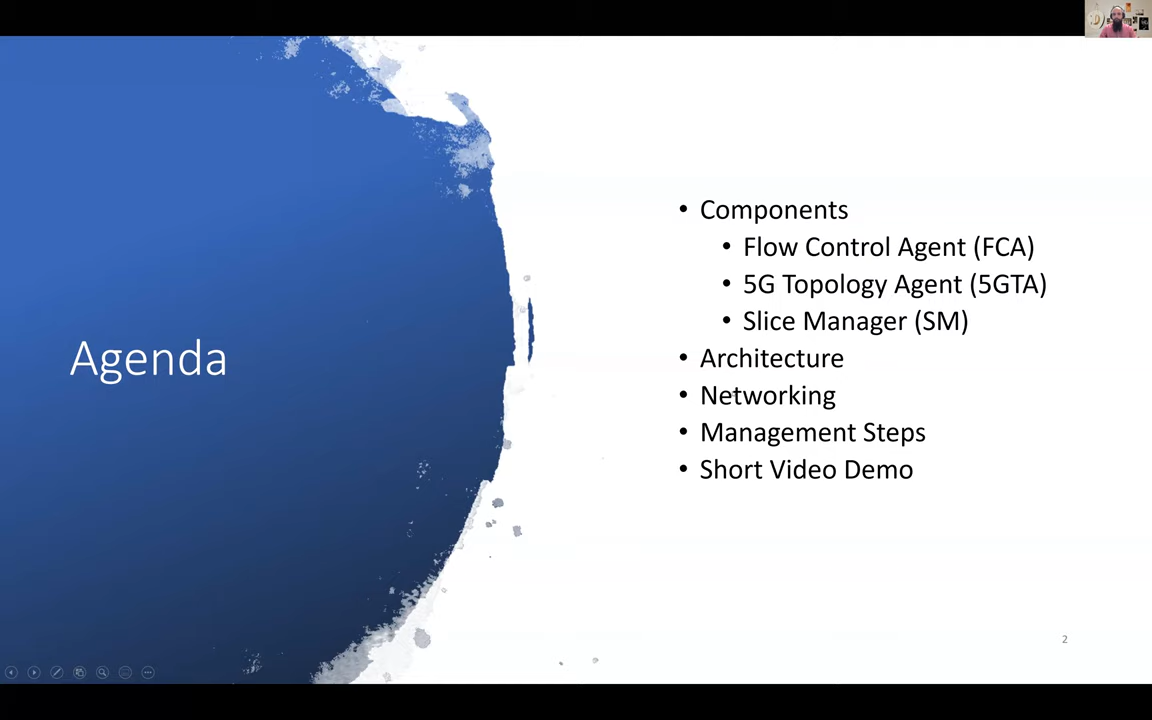 Agenda
• Components
• Flow Control Agent (FCA)
• 5G Topology Agent (5GTA)
• Slice Manager (SM)
• Architecture
• Networking
• Management Steps
• Short Video Demo
2